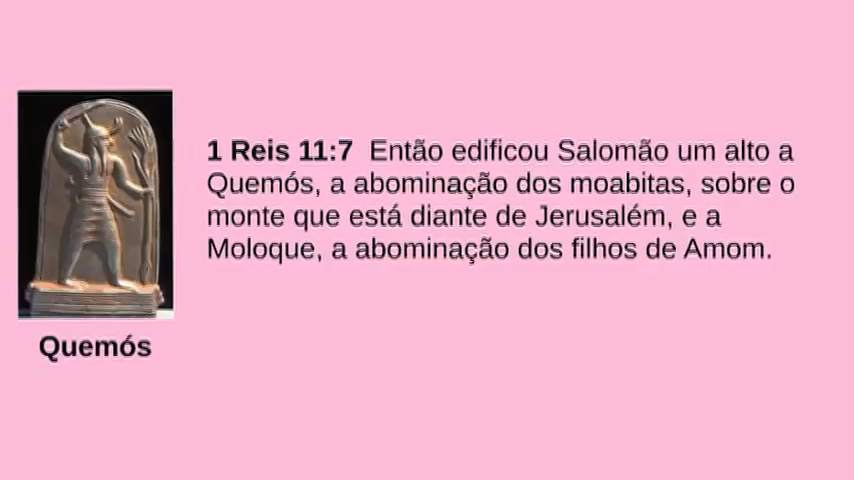 1 Reis 11:7  Então edificou Salomão um alto a
Quemós, a abominação dos moabitas, sobre o
monte que está diante de Jerusalém, e a
Moloque, a abominação dos filhos de Amom.
Quemós